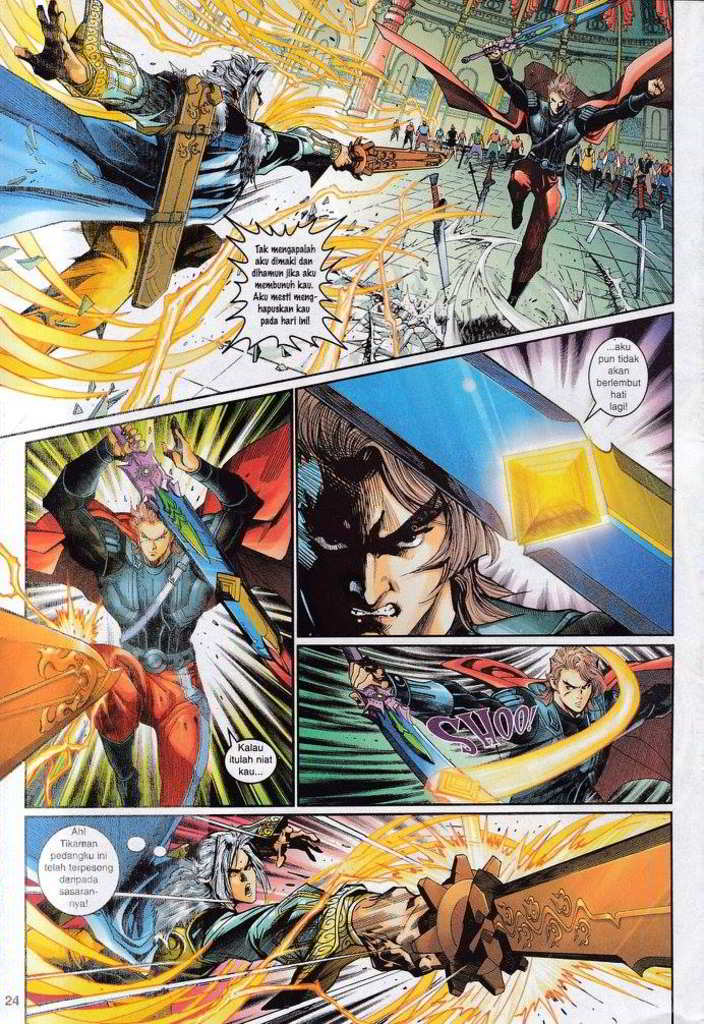 Tak mengapalah
aku dimaki dan
dihamun jika aku
membunuh kau.
Aku mesti meng-
hapuskan kau
pada hari ini!
...aku
pun tidak
akan
berlembut
hati
lagi!
Kalau
itulah niat
kau...
SHOO!
Ah!
Tikaman
pedangku ini
telah terpesong
daripada
sasaran-
nya!
24